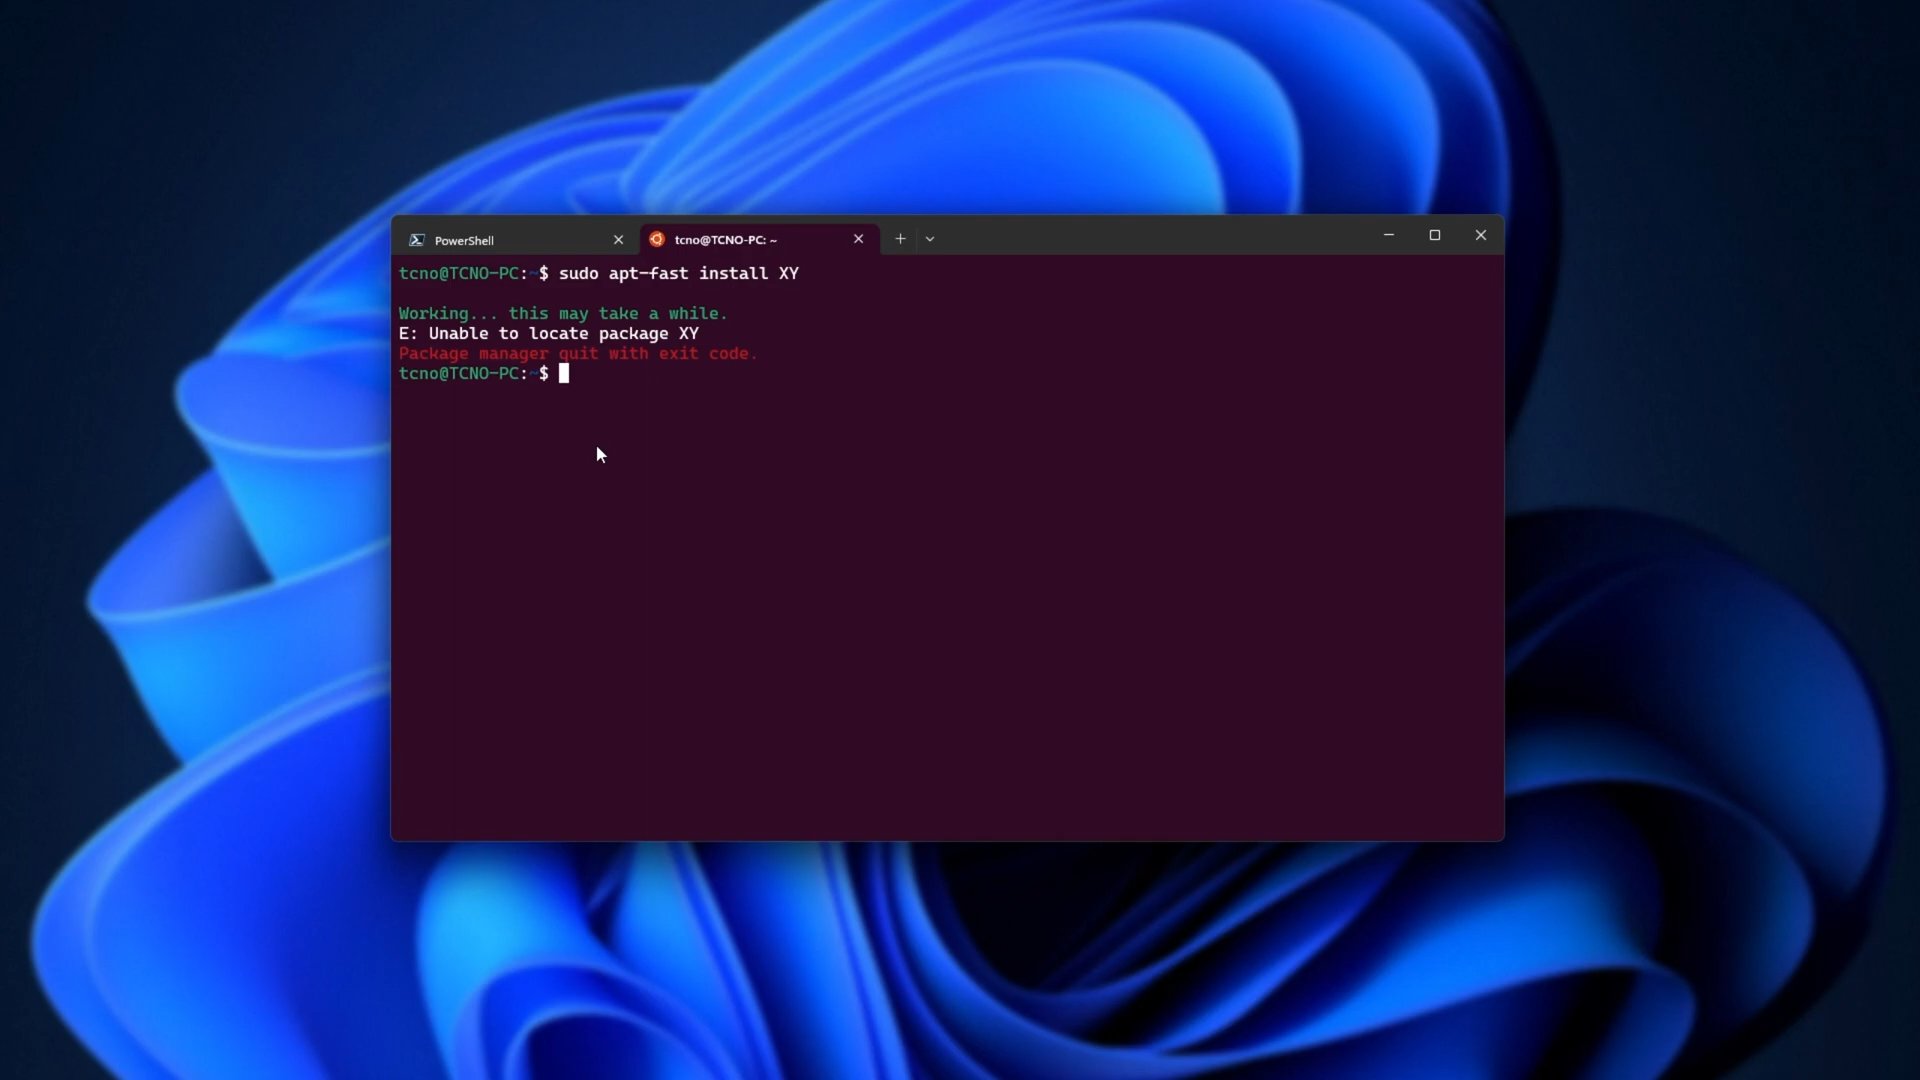 PowerShell
tcno@TCNO-PC: ~
tcno@TCNO-PC:~$ sudo apt-fast install XY
Working... this may take a while.
E: Unable to locate package XY
Package manager quit with exit code.
tcno@TCNO-PC:~$